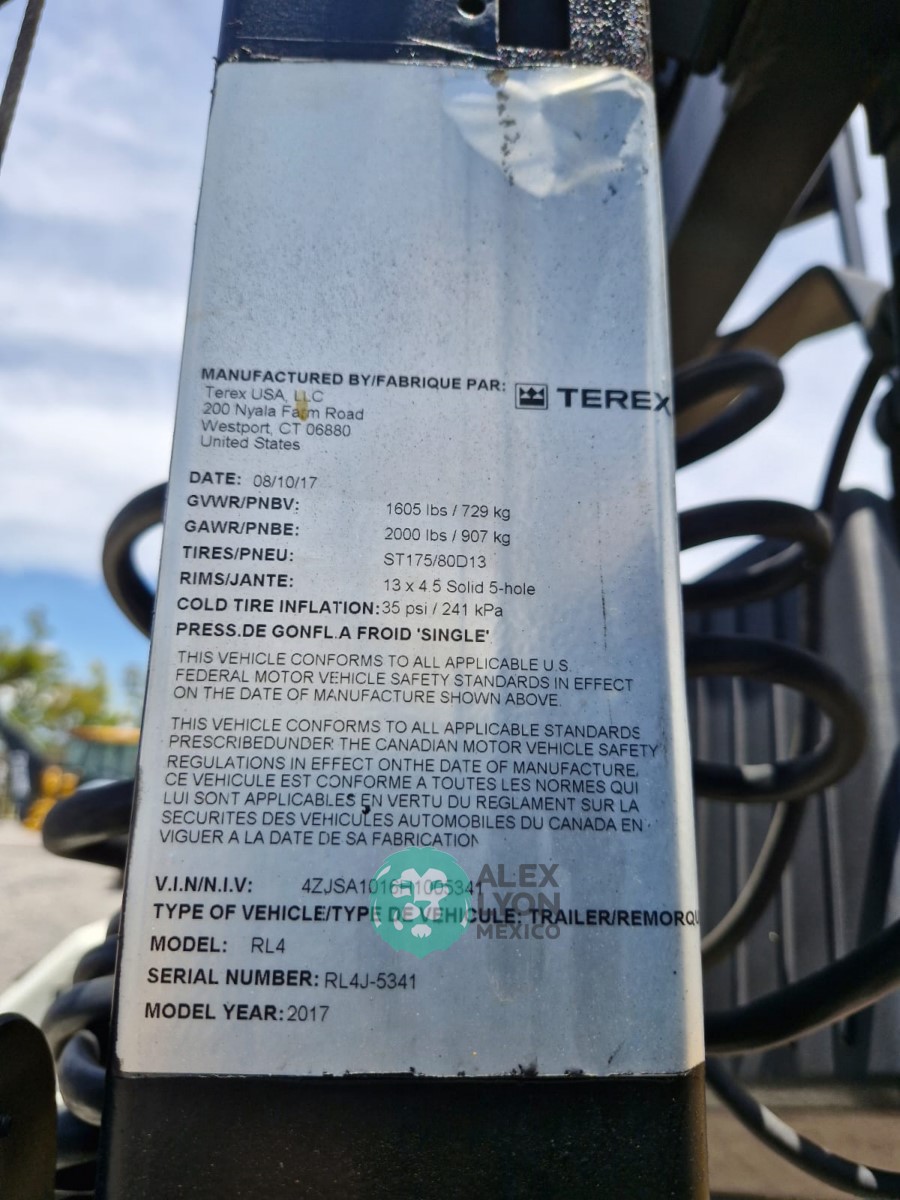 MANUFACTURED BY/FABRIQUE PAR: TEREX
Terex USA, LLC
200 Nyala Farm Road
Westport, CT 06880
United States
DATE: 08/10/17
GVWR/PNBV: 1605 lbs / 729 kg
GAWR/PNBE: 2000 lbs / 907 kg
TIRES/PNEU: ST175/80D13
RIMS/JANTE: 13 x 4.5 Solid 5-hole
COLD TIRE INFLATION: 35 psi / 241 kPa
PRESS.DE GONFL.A FROID 'SINGLE'
THIS VEHICLE CONFORMS TO ALL APPLICABLE U.S.
FEDERAL MOTOR VEHICLE SAFETY STANDARDS IN EFFECT
ON THE DATE OF MANUFACTURE SHOWN ABOVE.
THIS VEHICLE CONFORMS TO ALL APPLICABLE STANDARDS
PRESCRIBEDUNDER THE CANADIAN MOTOR VEHICLE SAFETY
REGULATIONS IN EFFECT ONTHE DATE OF MANUFACTURE.
CE VEHICULE EST CONFORME A TOUTES LES NORMES QUI
LUI SONT APPLICABLES EN VERTU DU REGLAMENT SUR LA
SECURITES DES VEHICULES AUTOMOBILES DU CANADA EN
VIGUER A LA DATE DE SA FABRICATION
V.I.N/N.I.V:
TYPE OF VEHICLE/TYPE DE VEHICULE: TRAILER/REMORQU
MODEL: RL4
SERIAL NUMBER: RL4J-5341
MODEL YEAR: 2017
ALEX
LYON
MEXICO